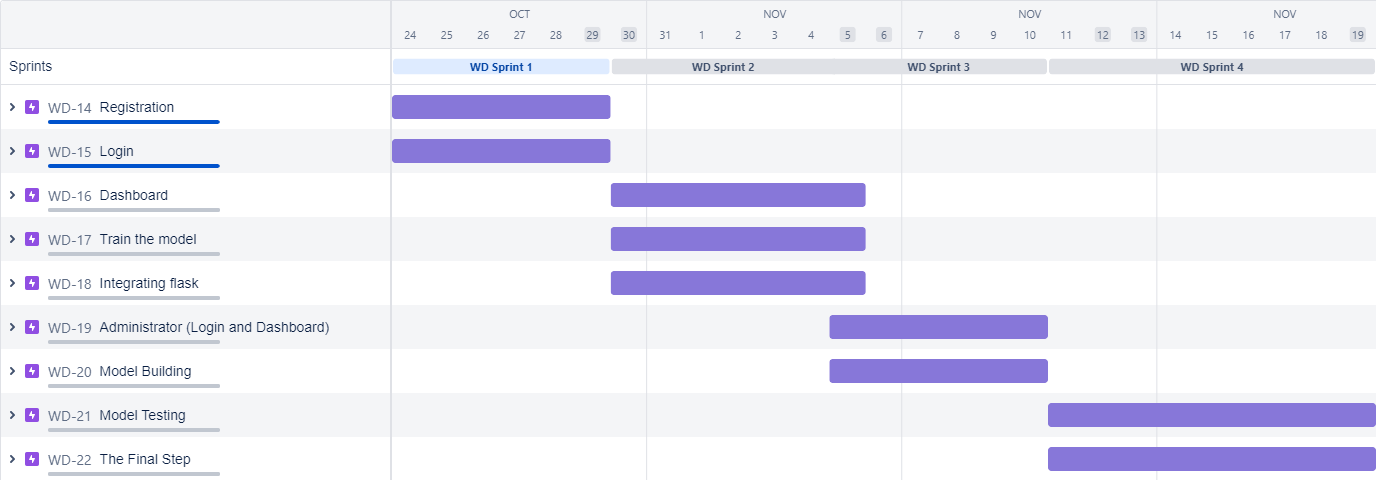 OCT NOV NOV NOV
24 25 26 27 28 29 30 31 1 2 3 4 5 6 7 8 9 10 11 12 13 14 15 16 17 18 19
Sprints WD Sprint 1 WD Sprint 2 WD Sprint 3 WD Sprint 4
WD-14 Registration
WD-15 Login
WD-16 Dashboard
WD-17 Train the model
WD-18 Integrating flask
WD-19 Administrator (Login and Dashboard)
WD-20 Model Building
WD-21 Model Testing
WD-22 The Final Step